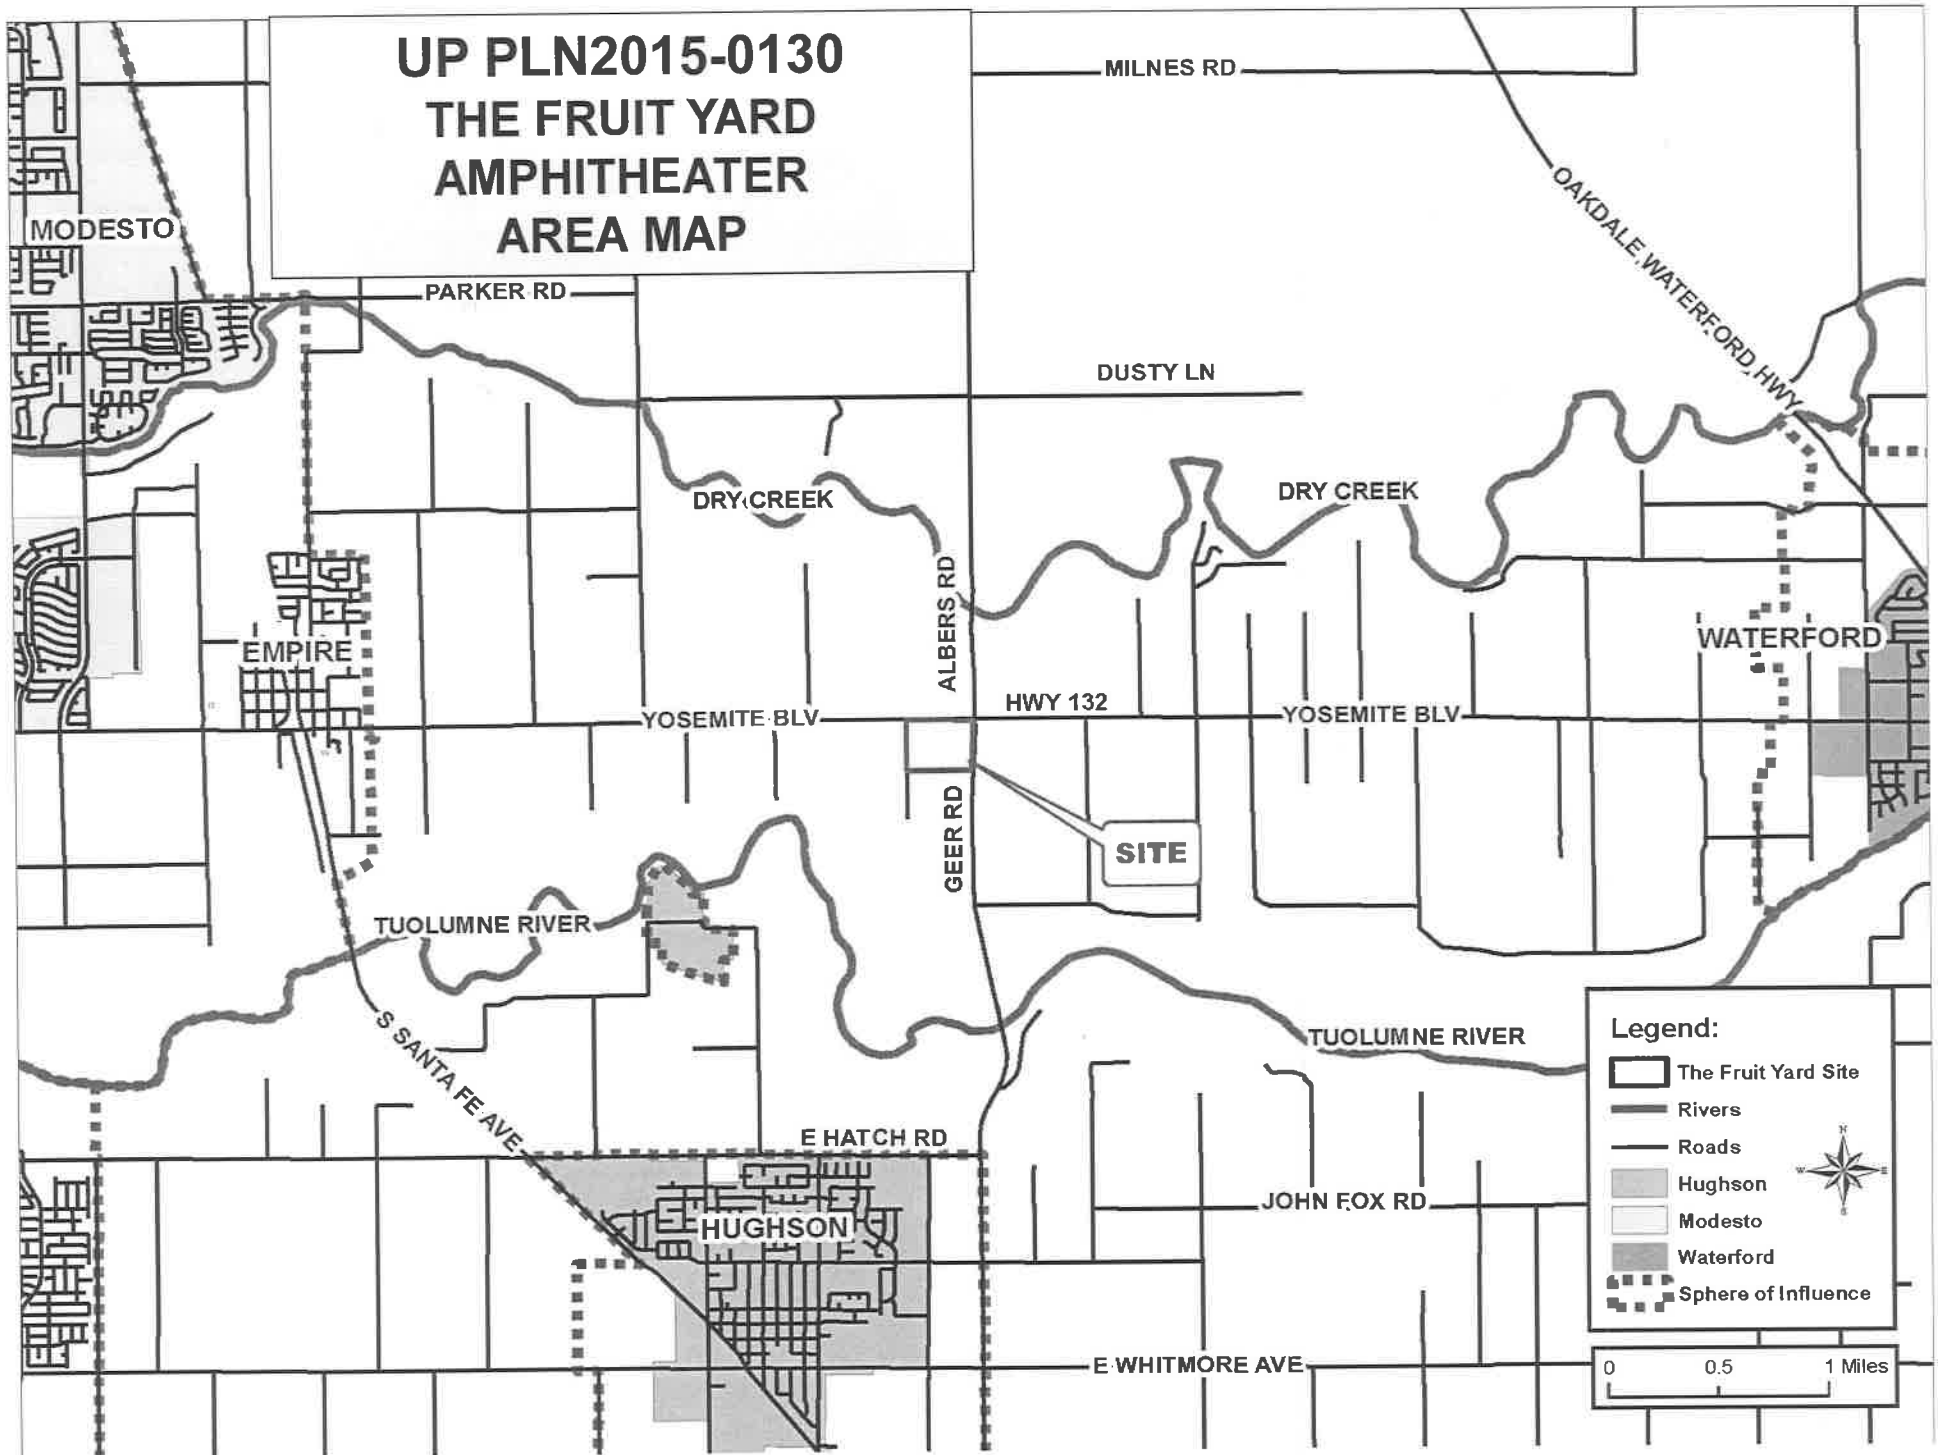 UP PLN2015-0130
THE FRUIT YARD
AMPHITHEATER
AREA MAP
MILNES RD
OAKDALE WATERFORD HWY
MODESTO
PARKER RD
DUSTY LN
DRY CREEK
DRY CREEK
ALBERS RD
EMPIRE
WATERFORD
HWY 132
YOSEMITE BLV
YOSEMITE BLV
GEER RD
SITE
TUOLUMNE RIVER
S SANTA FE AVE
TUOLUMNE RIVER
E HATCH RD
JOHN FOX RD
HUGHSON
E WHITMORE AVE
Legend:
The Fruit Yard Site
Rivers
Roads
Hughson
Modesto
Waterford
Sphere of Influence
N
W
E
S
0 0.5 1 Miles